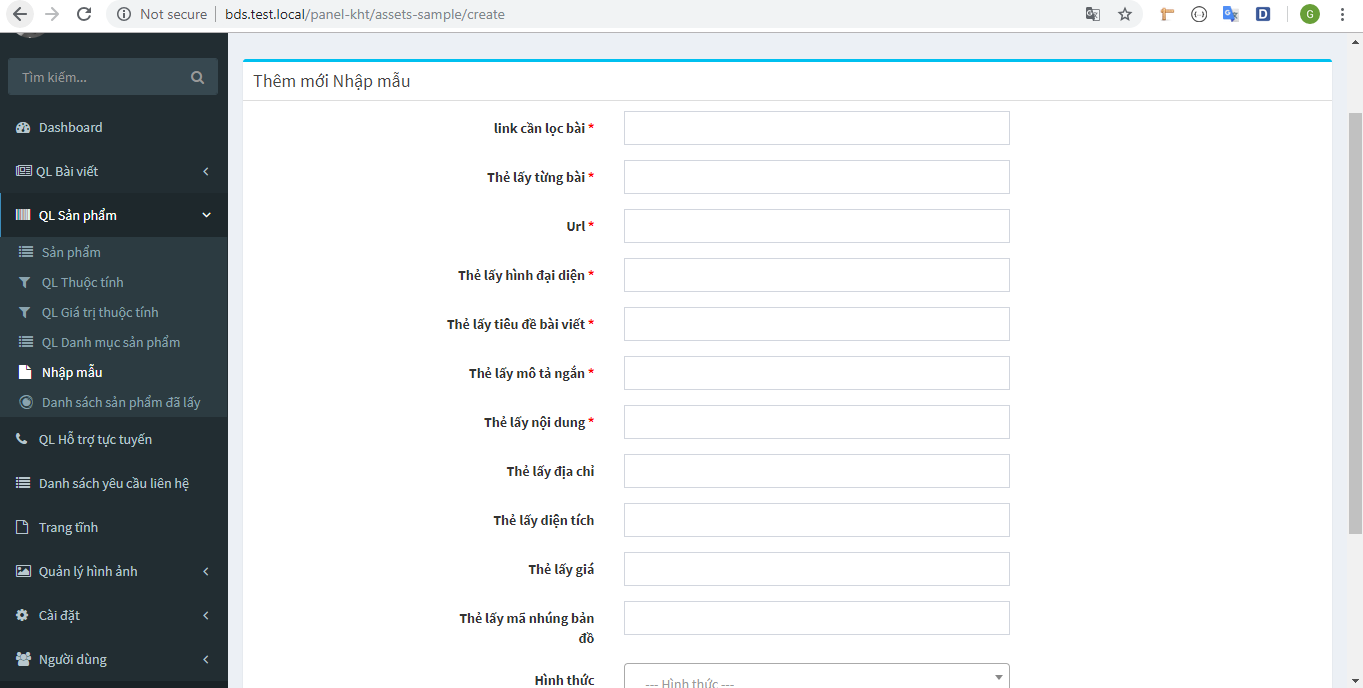 Not secure
bds.test.local/panel-kht/assets-sample/create
G
D
G
Tìm kiếm...
Dashboard
QL Bài viết
QL Sản phẩm
Sản phẩm
QL Thuộc tính
QL Giá trị thuộc tính
QL Danh mục sản phẩm
Nhập mẫu
Danh sách sản phẩm đã lấy
QL Hỗ trợ tực tuyến
Danh sách yêu cầu liên hệ
Trang tĩnh
Quản lý hình ảnh
Cài đặt
Người dùng
Thêm mới Nhập mẫu
link cần lọc bài *
Thẻ lấy từng bài *
Url *
Thẻ lấy hình đại diện *
Thẻ lấy tiêu đề bài viết *
Thẻ lấy mô tả ngắn *
Thẻ lấy nội dung *
Thẻ lấy địa chỉ
Thẻ lấy diện tích
Thẻ lấy giá
Thẻ lấy mã nhúng bản
đồ
Hình thức
--- Hình thức ---